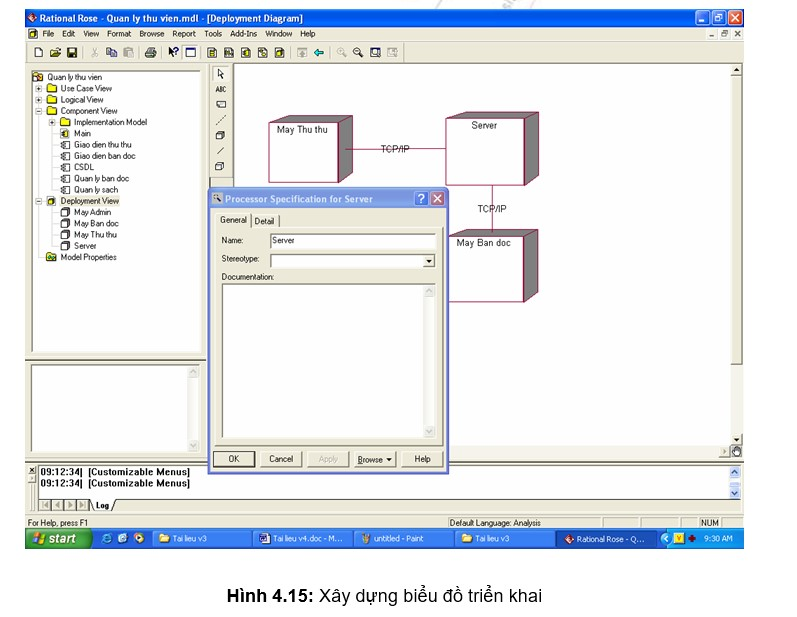 Rational Rose - Quan ly thu vien.mdl - [Deployment Diagram]
File Edit View Format Browse Report Tools Add-Ins Window Help
ABC
Quan ly thu vien
Use Case View
Logical View
Component View
Implementation Model
Main
Giao dien thu thu
Giao dien ban doc
CSDL
Quan ly ban doc
Quan ly sach
Deployment View
May Admin
May Ban doc
May Thu thu
Server
Model Properties
May Thu thu
TCP/IP
Server
TCP/IP
May Ban doc
Processor Specification for Server
General Detail
Name: Server
Stereotype:
Documentation:
OK Cancel Apply Browse Help
09:12:34| [Customizable Menus]
09:12:34| [Customizable Menus]
Log
For Help, press F1 Default Language: Analysis NUM
start Tai lieu v3 Tai lieu v4.doc - M... untitled - Paint Tai lieu v3 Rational Rose - Q... 9:30 AM
Hình 4.15: Xây dựng biểu đồ triển khai